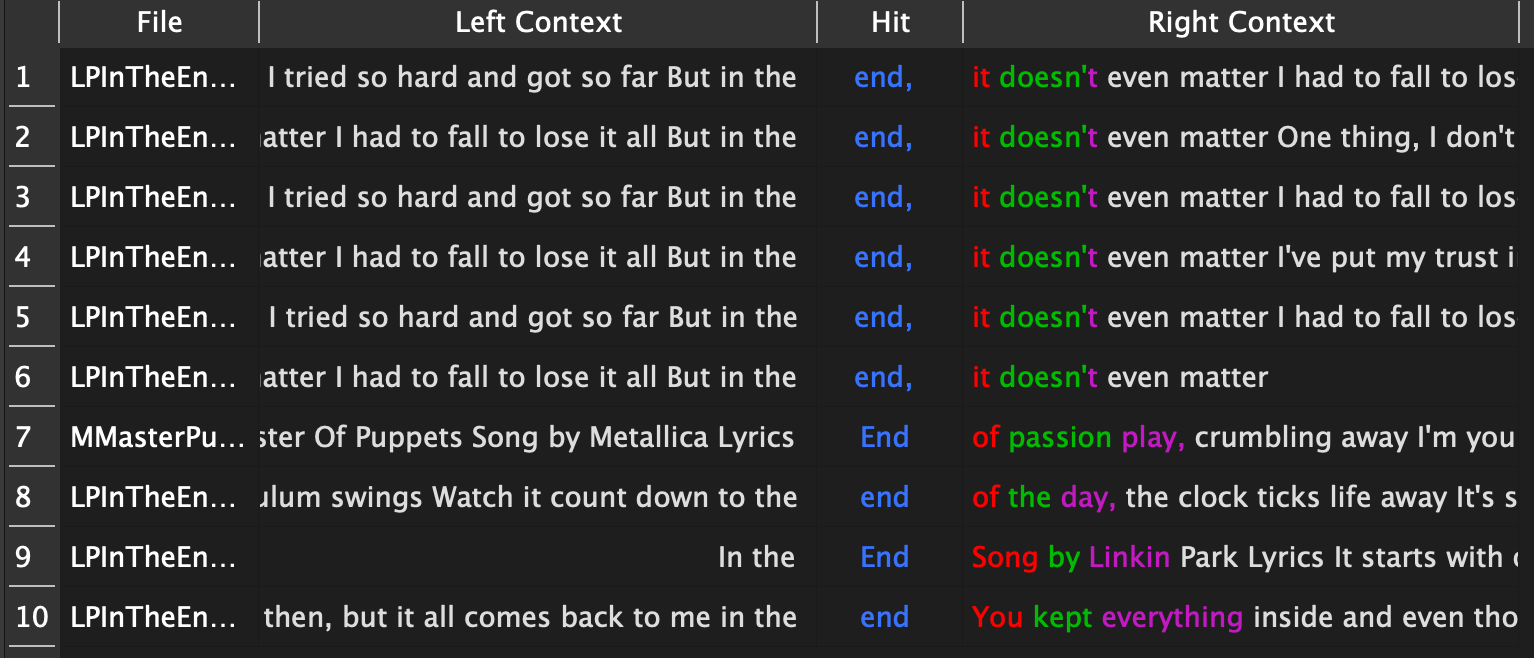 File Left Context Hit Right Context
1 LPInTheEn... I tried so hard and got so far But in the end, it doesn't even matter I had to fall to los
2 LPInTheEn... atter I had to fall to lose it all But in the end, it doesn't even matter One thing, I don't
3 LPInTheEn... I tried so hard and got so far But in the end, it doesn't even matter I had to fall to los
4 LPInTheEn... atter I had to fall to lose it all But in the end, it doesn't even matter I've put my trust i
5 LPInTheEn... I tried so hard and got so far But in the end, it doesn't even matter I had to fall to los
6 LPInTheEn... atter I had to fall to lose it all But in the end, it doesn't even matter
7 MMasterPu... ster Of Puppets Song by Metallica Lyrics End of passion play, crumbling away I'm you
8 LPInTheEn... ulum swings Watch it count down to the end of the day, the clock ticks life away It's s
9 LPInTheEn... In the End Song by Linkin Park Lyrics It starts with
10 LPInTheEn... then, but it all comes back to me in the end You kept everything inside and even tho